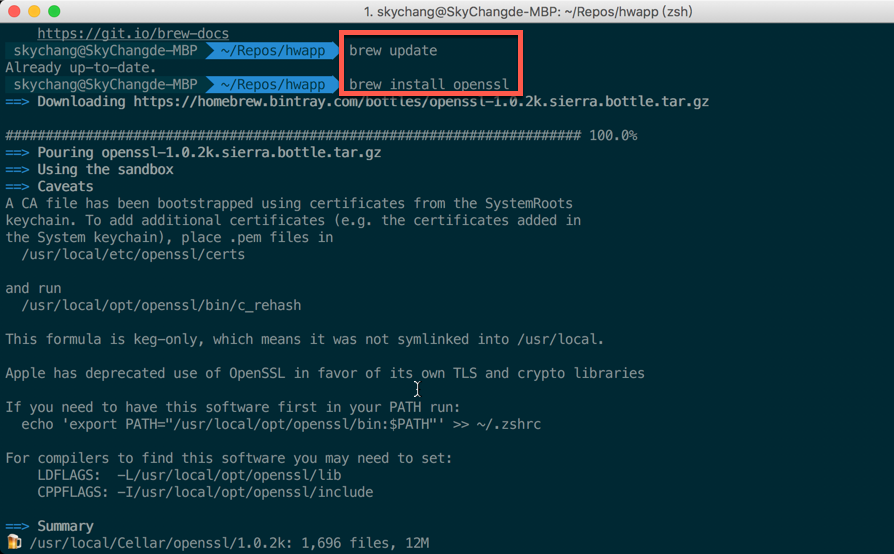 1. skychang@SkyChangde-MBP: ~/Repos/hwapp (zsh)
https://git.io/brew-docs
skychang@SkyChangde-MBP ~/Repos/hwapp brew update
Already up-to-date.
skychang@SkyChangde-MBP ~/Repos/hwapp brew install openssl
==> Downloading https://homebrew.bintray.com/bottles/openssl-1.0.2k.sierra.bottle.tar.gz
######################################################################## 100.0%
==> Pouring openssl-1.0.2k.sierra.bottle.tar.gz
==> Using the sandbox
==> Caveats
A CA file has been bootstrapped using certificates from the SystemRoots
keychain. To add additional certificates (e.g. the certificates added in
the System keychain), place .pem files in
/usr/local/etc/openssl/certs
and run
/usr/local/opt/openssl/bin/c_rehash
This formula is keg-only, which means it was not symlinked into /usr/local.
Apple has deprecated use of OpenSSL in favor of its own TLS and crypto libraries
If you need to have this software first in your PATH run:
echo 'export PATH="/usr/local/opt/openssl/bin:$PATH"' >> ~/.zshrc
For compilers to find this software you may need to set:
LDFLAGS:  -L/usr/local/opt/openssl/lib
CPPFLAGS: -I/usr/local/opt/openssl/include
==> Summary
🍺 /usr/local/Cellar/openssl/1.0.2k: 1,696 files, 12M